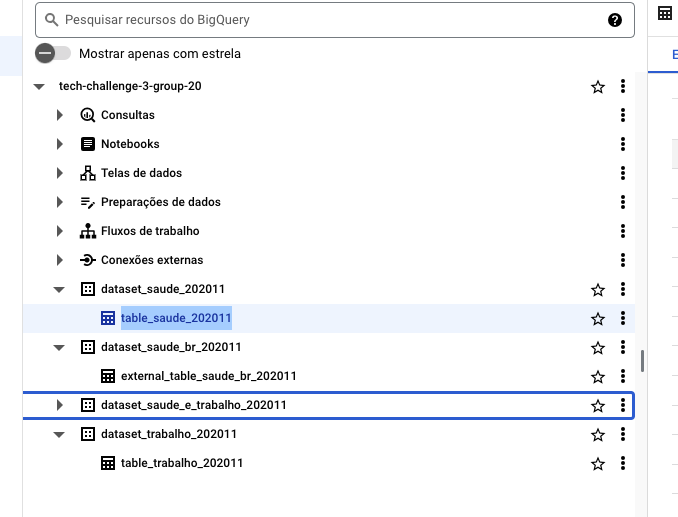 Pesquisar recursos do BigQuery
Mostrar apenas com estrela
tech-challenge-3-group-20
Consultas
Notebooks
Telas de dados
Preparações de dados
Fluxos de trabalho
Conexões externas
dataset_saude_202011
table_saude_202011
dataset_saude_br_202011
external_table_saude_br_202011
dataset_saude_e_trabalho_202011
dataset_trabalho_202011
table_trabalho_202011